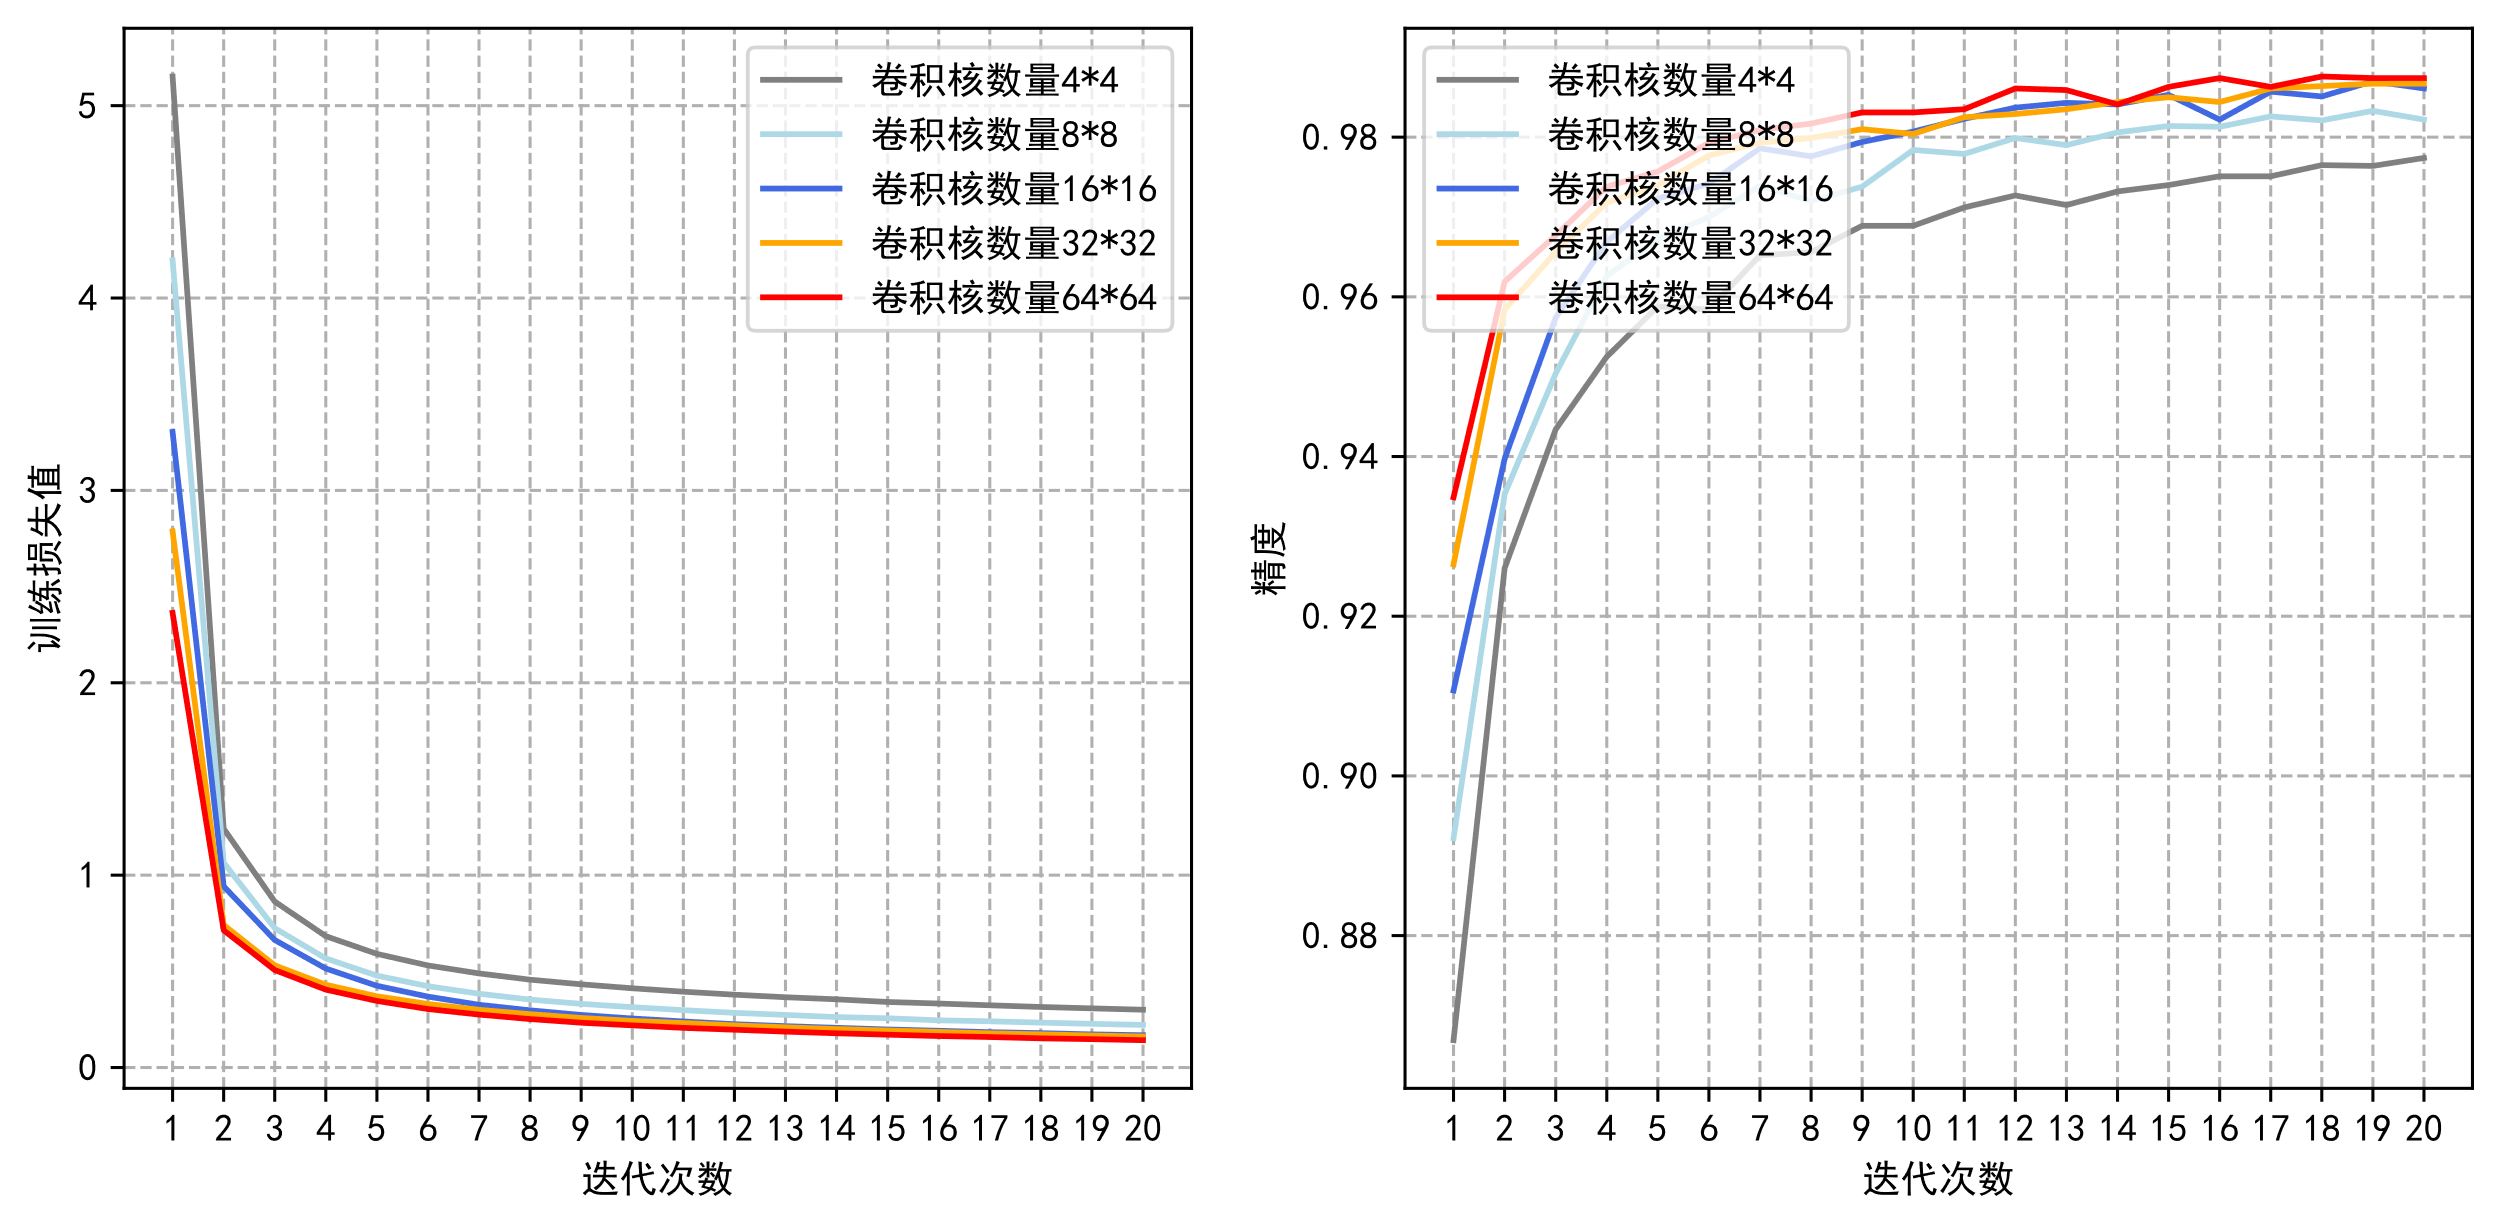 5
4
3
2
1
0
训练损失值
1 2 3 4 5 6 7 8 9 10 11 12 13 14 15 16 17 18 19 20
迭代次数
卷积核数量4*4
卷积核数量8*8
卷积核数量16*16
卷积核数量32*32
卷积核数量64*64
0.98
0.96
0.94
0.92
0.90
0.88
精度
1 2 3 4 5 6 7 8 9 10 11 12 13 14 15 16 17 18 19 20
迭代次数
卷积核数量4*4
卷积核数量8*8
卷积核数量16*16
卷积核数量32*32
卷积核数量64*64